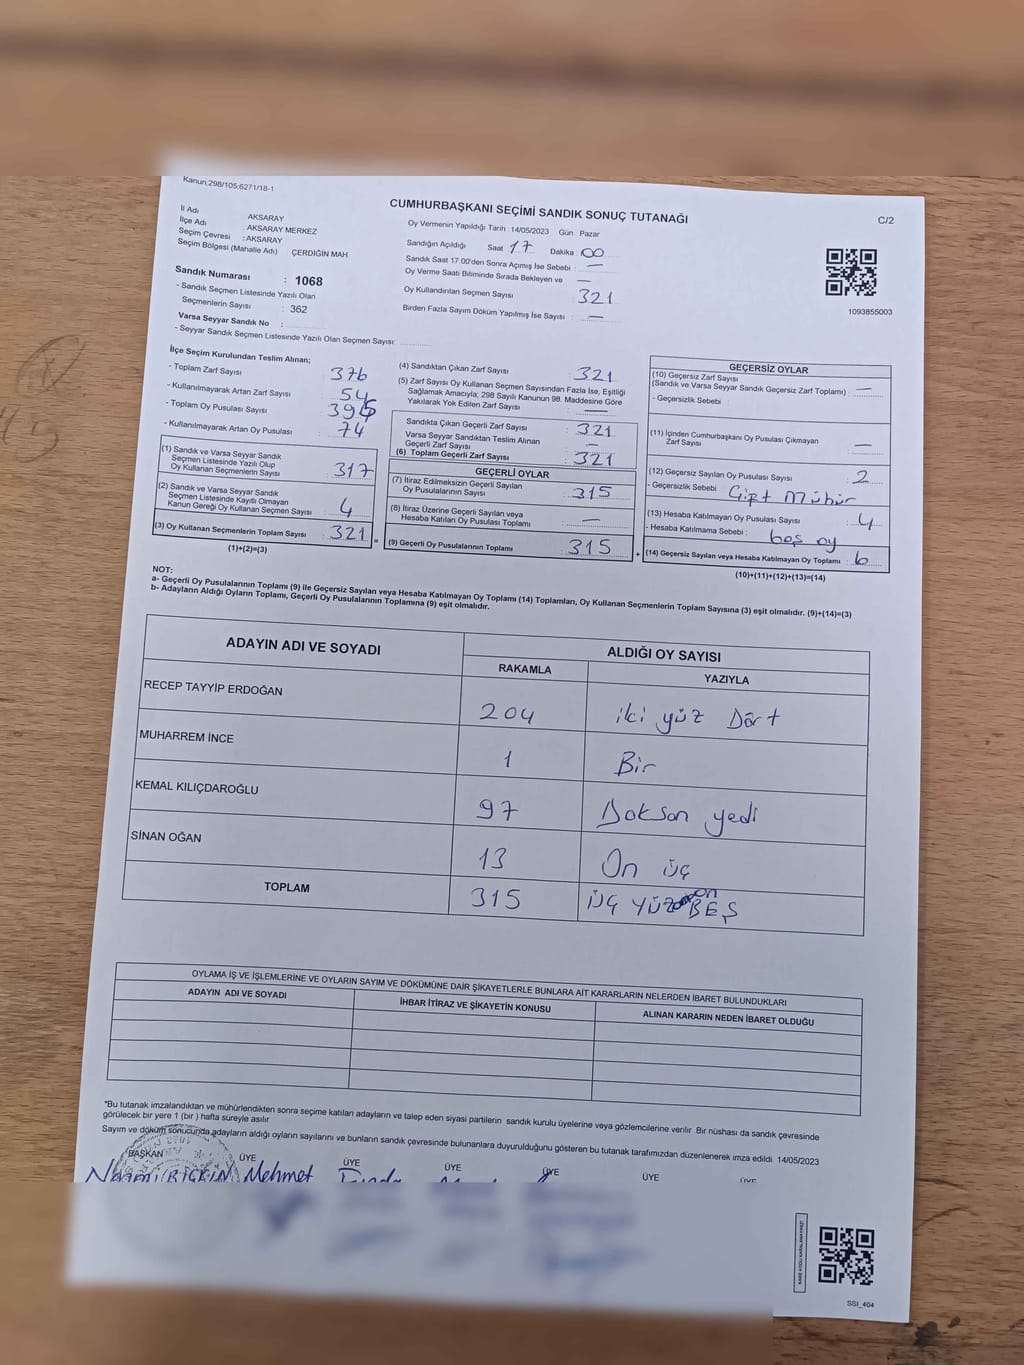 Kanun;298/105;6271/18-1
CUMHURBAŞKANI SEÇİMİ SANDIK SONUÇ TUTANAĞI
C/2
İl Adı AKSARAY
İlçe Adı AKSARAY MERKEZ
Seçim Çevresi : AKSARAY
Seçim Bölgesi (Mahalle Adı) ÇERDİĞİN MAH
Sandık Numarası : 1068
- Sandık Seçmen Listesinde Yazılı Olan
Seçmenlerin Sayısı : 362
Varsa Seyyar Sandık No :
- Seyyar Sandık Seçmen Listesinde Yazılı Olan Seçmen Sayısı:
Oy Vermenin Yapıldığı Tarih 14/05/2023 Gün Pazar
Sandığın Açıldığı Saat 17 Dakika 00
Sandık Saat 17 00'den Sonra Açımış İse Sebebi : —
Oy Verme Saati Bitiminde Sırada Bekleyen ve —
Oy Kullandırılan Seçmen Sayısı : 321
Birden Fazla Sayım Döküm Yapılmış İse Sayısı : —
1093855003
İlçe Seçim Kurulundan Teslim Alınan;
- Toplam Zarf Sayısı : 376
- Kullanılmayarak Artan Zarf Sayısı : 54
- Toplam Oy Pusulası Sayısı : 395
- Kullanılmayarak Artan Oy Pusulası : 74
(1) Sandık ve Varsa Seyyar Sandık
Seçmen Listesinde Yazılı Olup
Oy Kullanan Seçmenlerin Sayısı : 317
(2) Sandık ve Varsa Seyyar Sandık
Seçmen Listesinde Kayıtlı Olmayan
Kanun Gereği Oy Kullanan Seçmen Sayısı : 4
(3) Oy Kullanan Seçmenlerin Toplam Sayısı : 321
(1)+(2)=(3)
(4) Sandıktan Çıkan Zarf Sayısı : 321
(5) Zarf Sayısı Oy Kullanan Seçmen Sayısından Fazla İse, Eşitliği
Sağlamak Amacıyla; 298 Sayılı Kanunun 98. Maddesine Göre
Yakılarak Yok Edilen Zarf Sayısı : —
Sandıkta Çıkan Geçerli Zarf Sayısı : 321
Varsa Seyyar Sandıktan Teslim Alınan
Geçerli Zarf Sayısı : —
(6) Toplam Geçerli Zarf Sayısı : 321
GEÇERLİ OYLAR
(7) İtiraz Edilmeksizin Geçerli Sayılan
Oy Pusulalarının Sayısı : 315
(8) İtiraz Üzerine Geçerli Sayılan veya
Hesaba Katılan Oy Pusulası Toplamı : —
(9) Geçerli Oy Pusulalarının Toplamı : 315
GEÇERSİZ OYLAR
(10) Geçersiz Zarf Sayısı
(Sandık ve Varsa Seyyar Sandık Geçersiz Zarf Toplamı) : —
- Geçersizlik Sebebi :
(11) İçinden Cumhurbaşkanı Oy Pusulası Çıkmayan
Zarf Sayısı : —
(12) Geçersiz Sayılan Oy Pusulası Sayısı : 2
- Geçersizlik Sebebi : Çift Mühür
(13) Hesaba Katılmayan Oy Pusulası Sayısı : 4
- Hesaba Katılmama Sebebi : boş oy
(14) Geçersiz Sayılan veya Hesaba Katılmayan Oy Toplamı : 6
(10)+(11)+(12)+(13)=(14)
NOT:
a- Geçerli Oy Pusulalarının Toplamı (9) ile Geçersiz Sayılan veya Hesaba Katılmayan Oy Toplamı (14) Toplamları, Oy Kullanan Seçmenlerin Toplam Sayısına (3) eşit olmalıdır. (9)+(14)=(3)
b- Adayların Aldığı Oyların Toplamı, Geçerli Oy Pusulalarının Toplamına (9) eşit olmalıdır.
ADAYIN ADI VE SOYADI ALDIĞI OY SAYISI
RAKAMLA YAZIYLA
RECEP TAYYİP ERDOĞAN 204 iki yüz Dört
MUHARREM İNCE 1 Bir
KEMAL KILIÇDAROĞLU 97 Doksan yedi
SİNAN OĞAN 13 On üç
TOPLAM 315 üç yüz on BEŞ
OYLAMA İŞ VE İŞLEMLERİNE VE OYLARIN SAYIM VE DÖKÜMÜNE DAİR ŞİKAYETLERLE BUNLARA AİT KARARLARIN NELERDEN İBARET BULUNDUKLARI
ADAYIN ADI VE SOYADI İHBAR İTİRAZ VE ŞİKAYETİN KONUSU ALINAN KARARIN NEDEN İBARET OLDUĞU
*Bu tutanak imzalandıktan ve mühürlendikten sonra seçime katılan adayların ve talep eden siyasi partilerin sandık kurulu üyelerine veya gözlemcilerine verilir .Bir nüshası da sandık çevresinde
görülecek bir yere 1 (bir ) hafta süreyle asılır
Sayım ve döküm sonucunda adayların aldığı oyların sayılarını ve bunların sandık çevresinde bulunanlara duyurulduğunu gösteren bu tutanak tarafımızdan düzenlenerek imza edildi. 14/05/2023
BAŞKAN ÜYE ÜYE ÜYE ÜYE ÜYE ÜYE
Mehmet
SSI_404